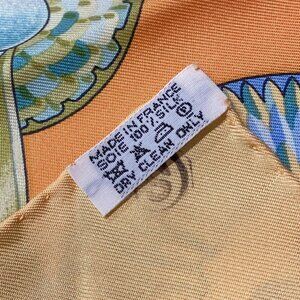 MADE IN FRANCE
SOIE 100% SILK
DRY CLEAN ONLY